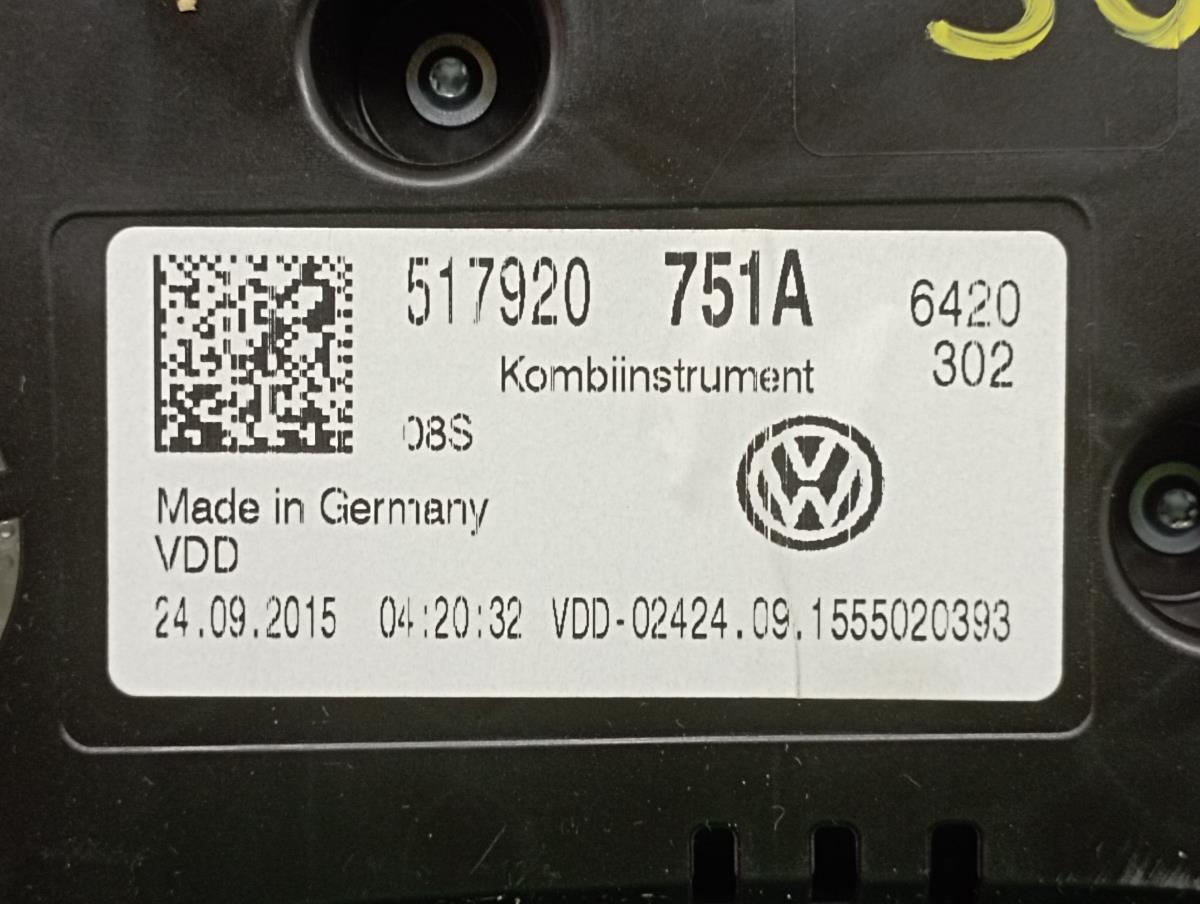 517920 751A 6420
302
Kombiinstrument
08S
Made in Germany
VDD
24.09.2015 04:20:32 VDD-02424.09.1555020393